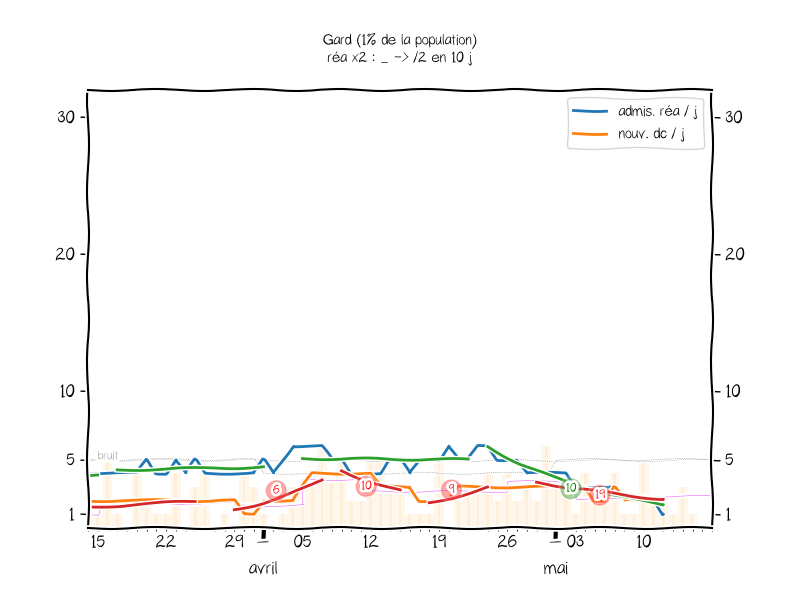 Gard (1% de la population)
réa x2 : _ -> /2 en 10 j
admis. réa / j
nouv. dc / j
30 30
20 20
10 10
bruit
5 5
6 10 9 10 19
1 1
15 22 29 _ 05 12 19 26 _ 03 10
avril mai